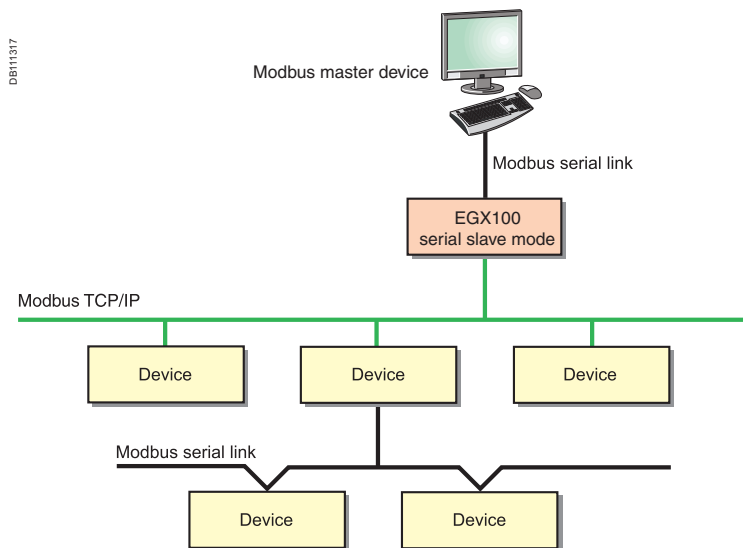 DB111317
Modbus master device
Modbus serial link
EGX100
serial slave mode
Modbus TCP/IP
Device
Device
Device
Modbus serial link
Device
Device